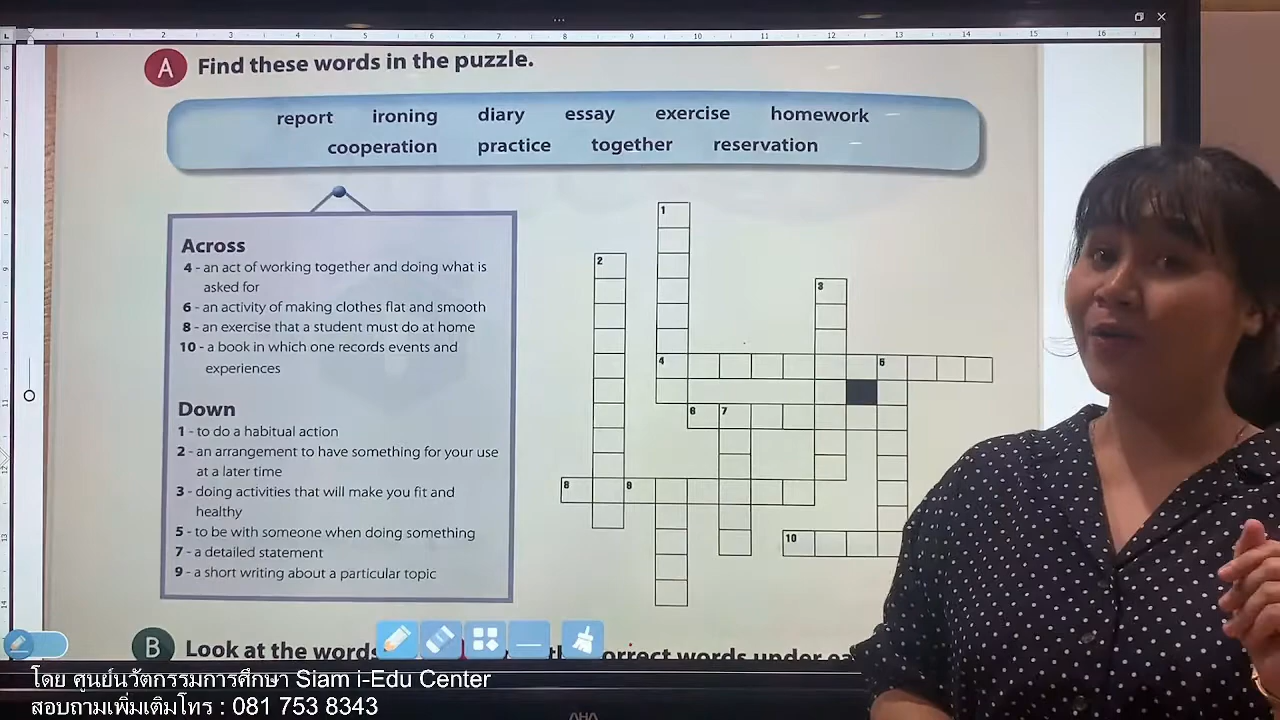 A Find these words in the puzzle.
report ironing diary essay exercise homework
cooperation practice together reservation
Across
4 - an act of working together and doing what is
asked for
6 - an activity of making clothes flat and smooth
8 - an exercise that a student must do at home
10 - a book in which one records events and
experiences
Down
1 - to do a habitual action
2 - an arrangement to have something for your use
at a later time
3 - doing activities that will make you fit and
healthy
5 - to be with someone when doing something
7 - a detailed statement
9 - a short writing about a particular topic
1
2
3
4 5
6 7
8 9
10
B Look at the words correct words under
โดย ศูนย์นวัตกรรมการศึกษา Siam i-Edu Center
สอบถามเพิ่มเติมโทร : 081 753 8343